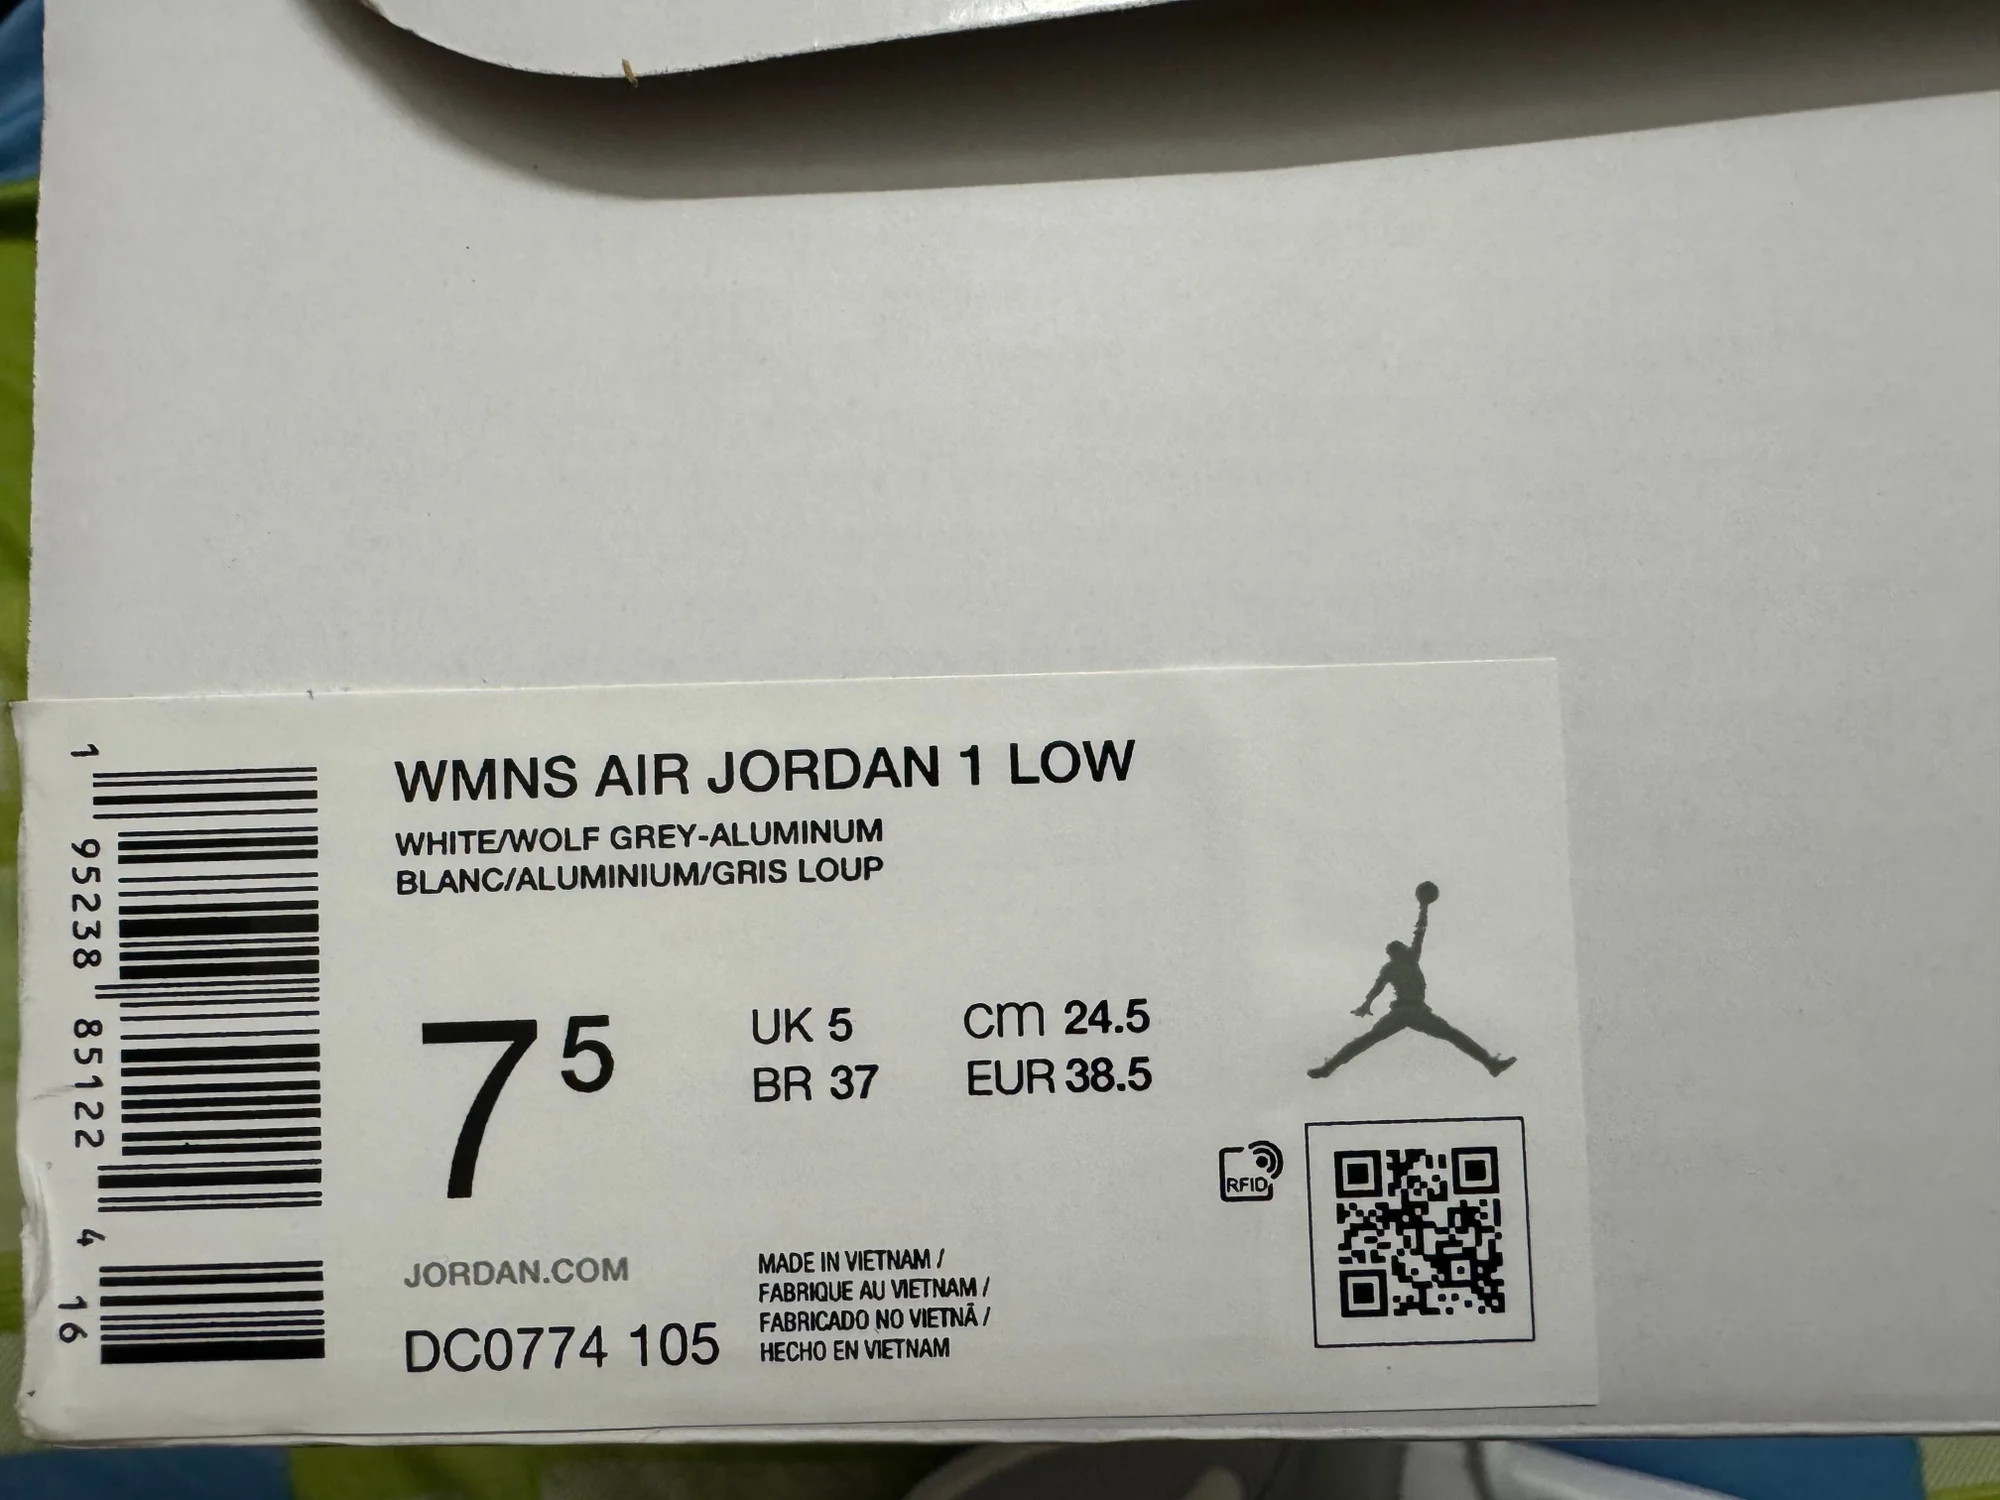 WMNS AIR JORDAN 1 LOW
WHITE/WOLF GREY-ALUMINUM
BLANC/ALUMINIUM/GRIS LOUP
7 5
UK 5
BR 37
cm 24.5
EUR 38.5
RFID
JORDAN.COM
DC0774 105
MADE IN VIETNAM /
FABRIQUE AU VIETNAM /
FABRICADO NO VIETNÃ /
HECHO EN VIETNAM
1 95238 85122 4 16